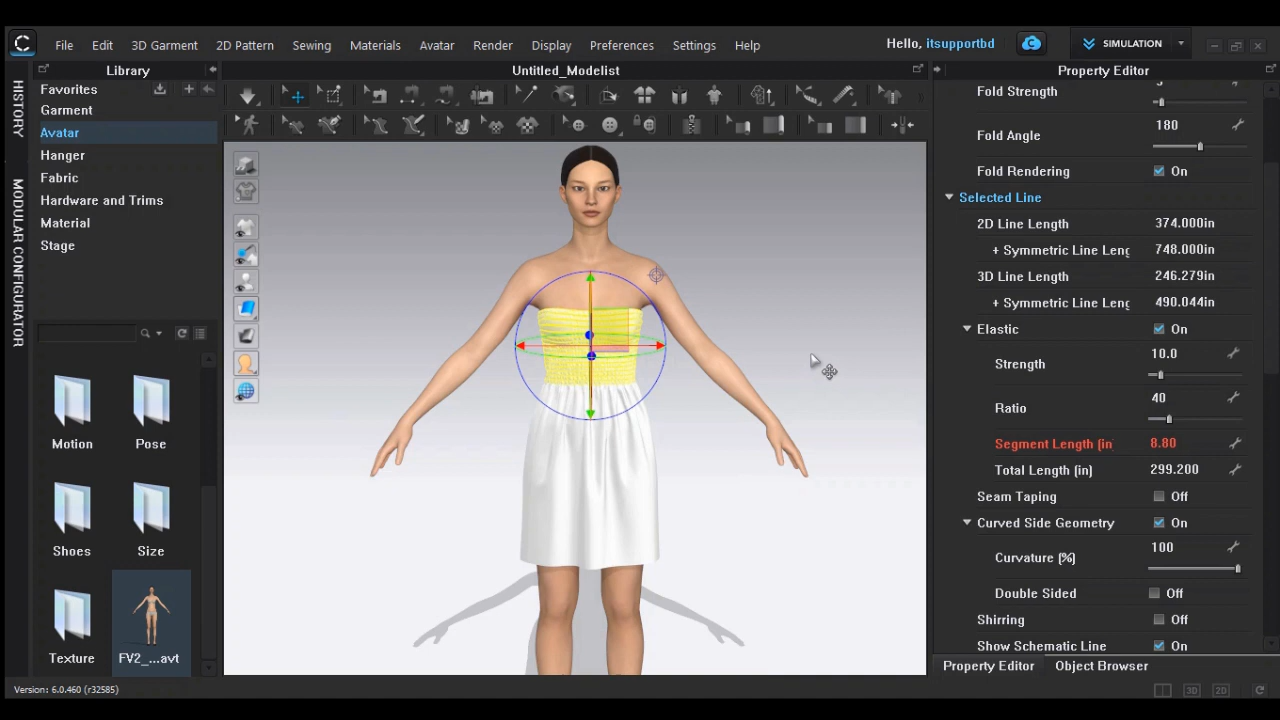 File Edit 3D Garment 2D Pattern Sewing Materials Avatar Render Display Preferences Settings Help
Hello, itsupportbd
SIMULATION
Library
Untitled_Modelist
Property Editor
HISTORY
MODULAR CONFIGURATOR
Favorites
Garment
Avatar
Hanger
Fabric
Hardware and Trims
Material
Stage
Motion
Pose
Shoes
Size
Texture
FV2_...avt
Fold Strength
Fold Angle 180
Fold Rendering On
Selected Line
2D Line Length 374.000in
+ Symmetric Line Leng 748.000in
3D Line Length 246.279in
+ Symmetric Line Leng 490.044in
Elastic On
Strength 10.0
Ratio 40
Segment Length (in 8.80
Total Length (in) 299.200
Seam Taping Off
Curved Side Geometry On
Curvature (%) 100
Double Sided Off
Shirring Off
Show Schematic Line On
Property Editor Object Browser
Version: 6.0.460 (r32585)
3D 2D